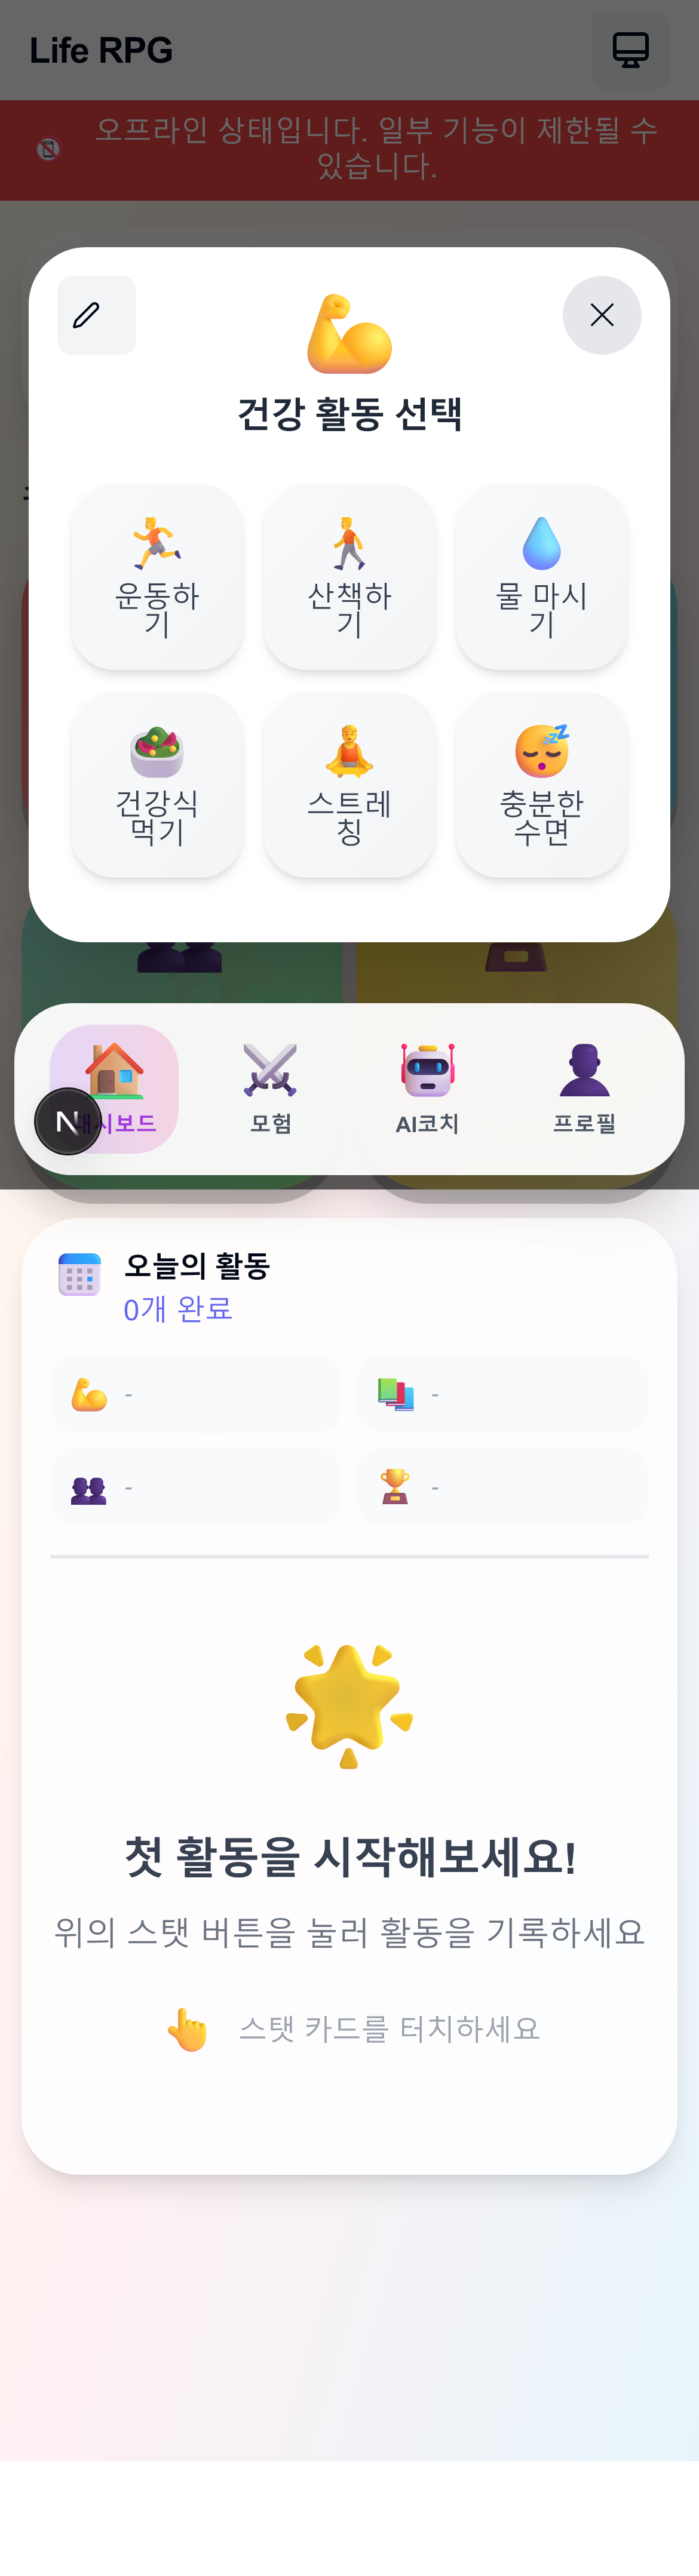 Life RPG
오프라인 상태입니다. 일부 기능이 제한될 수
있습니다.
건강 활동 선택
운동하
기
산책하
기
물 마시
기
건강식
먹기
스트레
칭
충분한
수면
N
시보드
모험
AI코치
프로필
오늘의 활동
0개 완료
-
-
-
-
첫 활동을 시작해보세요!
위의 스탯 버튼을 눌러 활동을 기록하세요
스탯 카드를 터치하세요